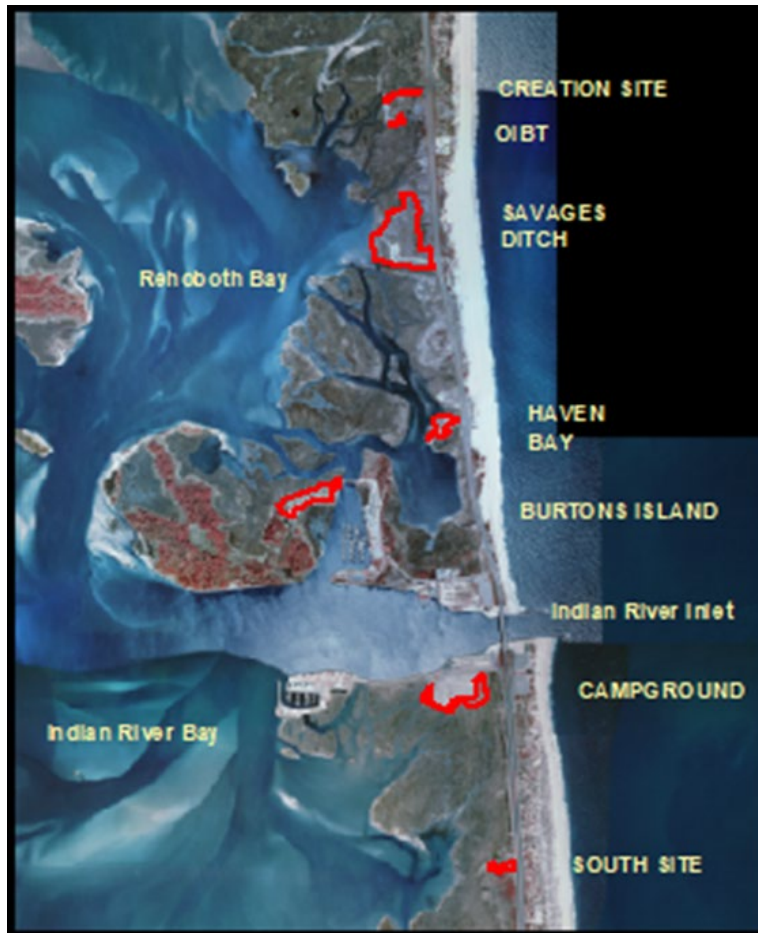 CREATION SITE
OIBT
SAVAGES
DITCH
Rehoboth Bay
HAVEN
BAY
BURTONS ISLAND
Indian River Inlet
CAMPGROUND
Indian River Bay
SOUTH SITE